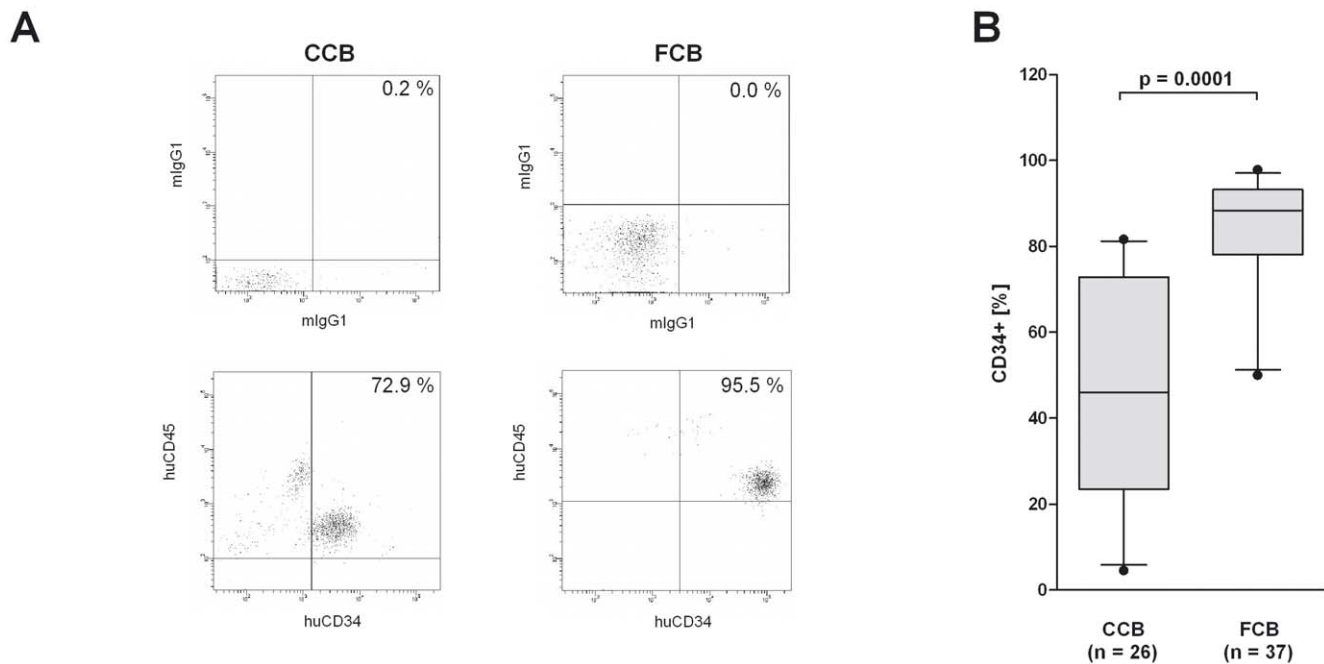 A
CCB
FCB
0.2 %
0.0 %
mIgG1
mIgG1
mIgG1
mIgG1
72.9 %
95.5 %
huCD45
huCD45
huCD34
huCD34
B
p = 0.0001
120
100
80
60
40
20
0
CD34+ [%]
CCB
(n = 26)
FCB
(n = 37)